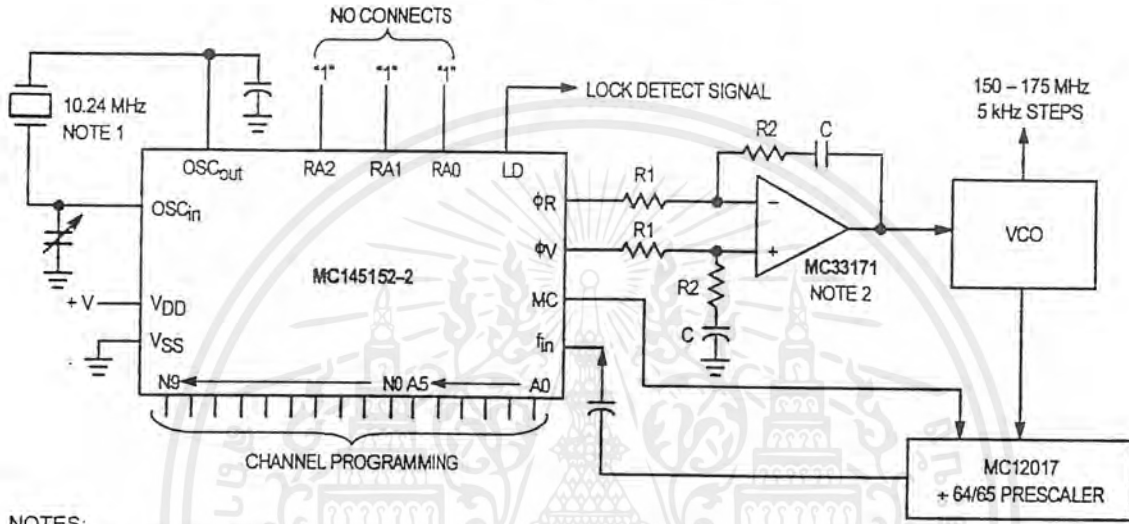 NO CONNECTS
"1" "1" "1"
10.24 MHz
NOTE 1
LOCK DETECT SIGNAL
150 – 175 MHz
5 kHz STEPS
R2 C
OSCout RA2 RA1 RA0 LD
R1
OSCin
ϕR
−
VCO
R1
ϕV
+
MC33171
NOTE 2
MC145152–2
R2
+ V
VDD
MC
C
VSS
fin
N9 N0 A5 A0
CHANNEL PROGRAMMING
MC12017
+ 64/65 PRESCALER
NOTES: